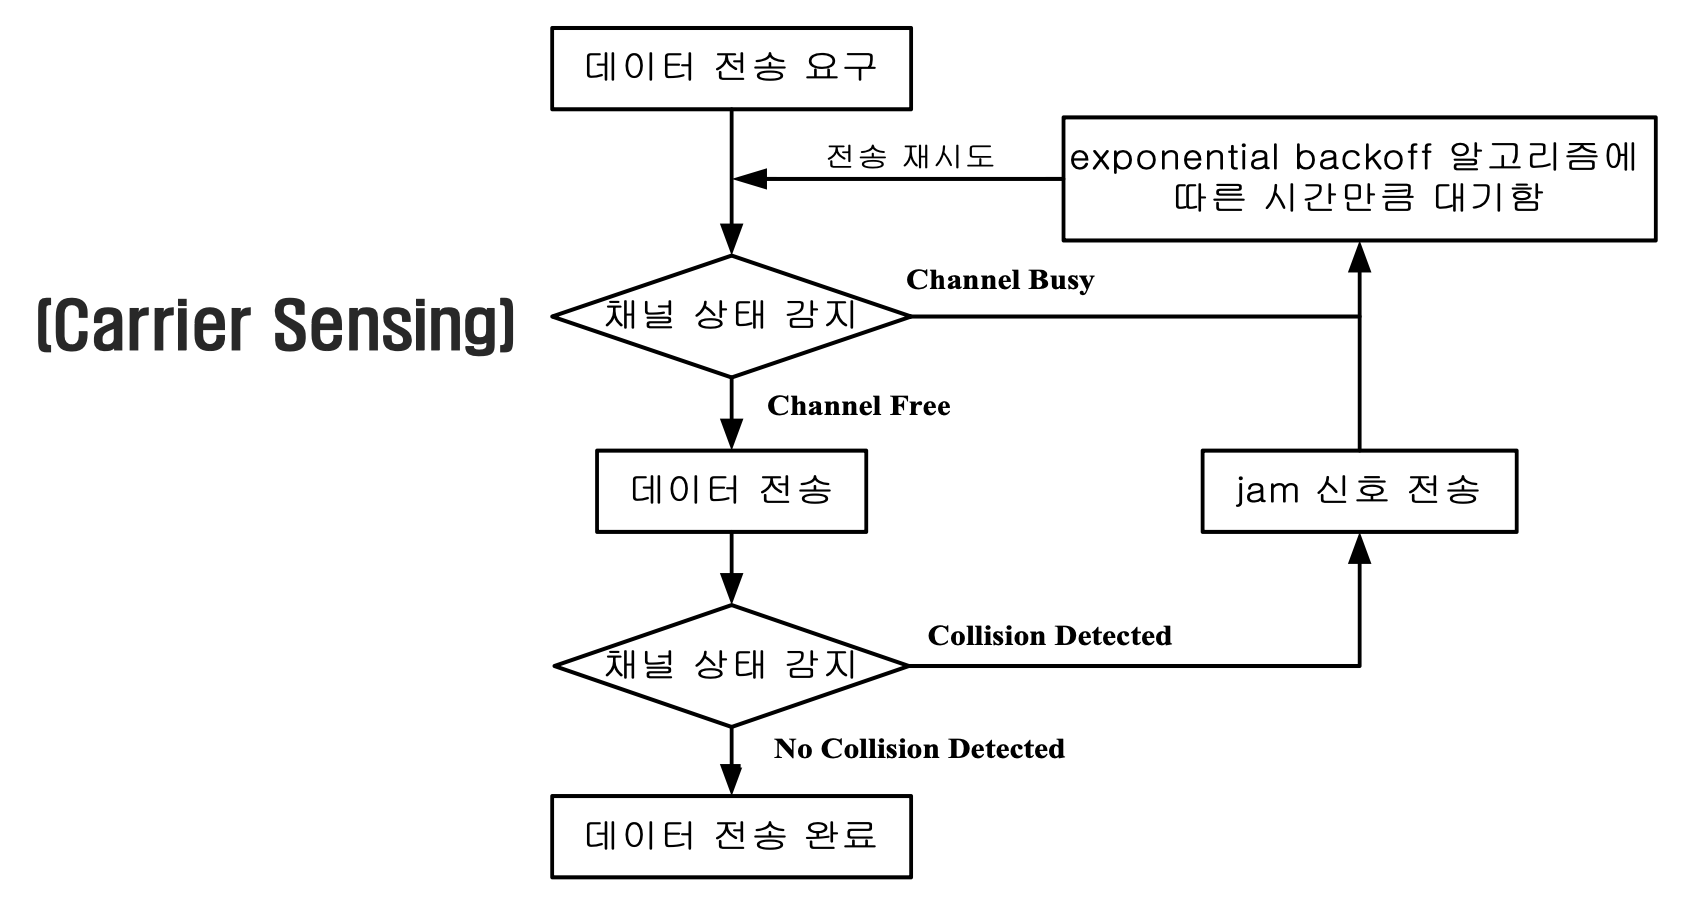 데이터 전송 요구
전송 재시도
exponential backoff 알고리즘에
따른 시간만큼 대기함
(Carrier Sensing)
채널 상태 감지
Channel Busy
Channel Free
데이터 전송
jam 신호 전송
채널 상태 감지
Collision Detected
No Collision Detected
데이터 전송 완료